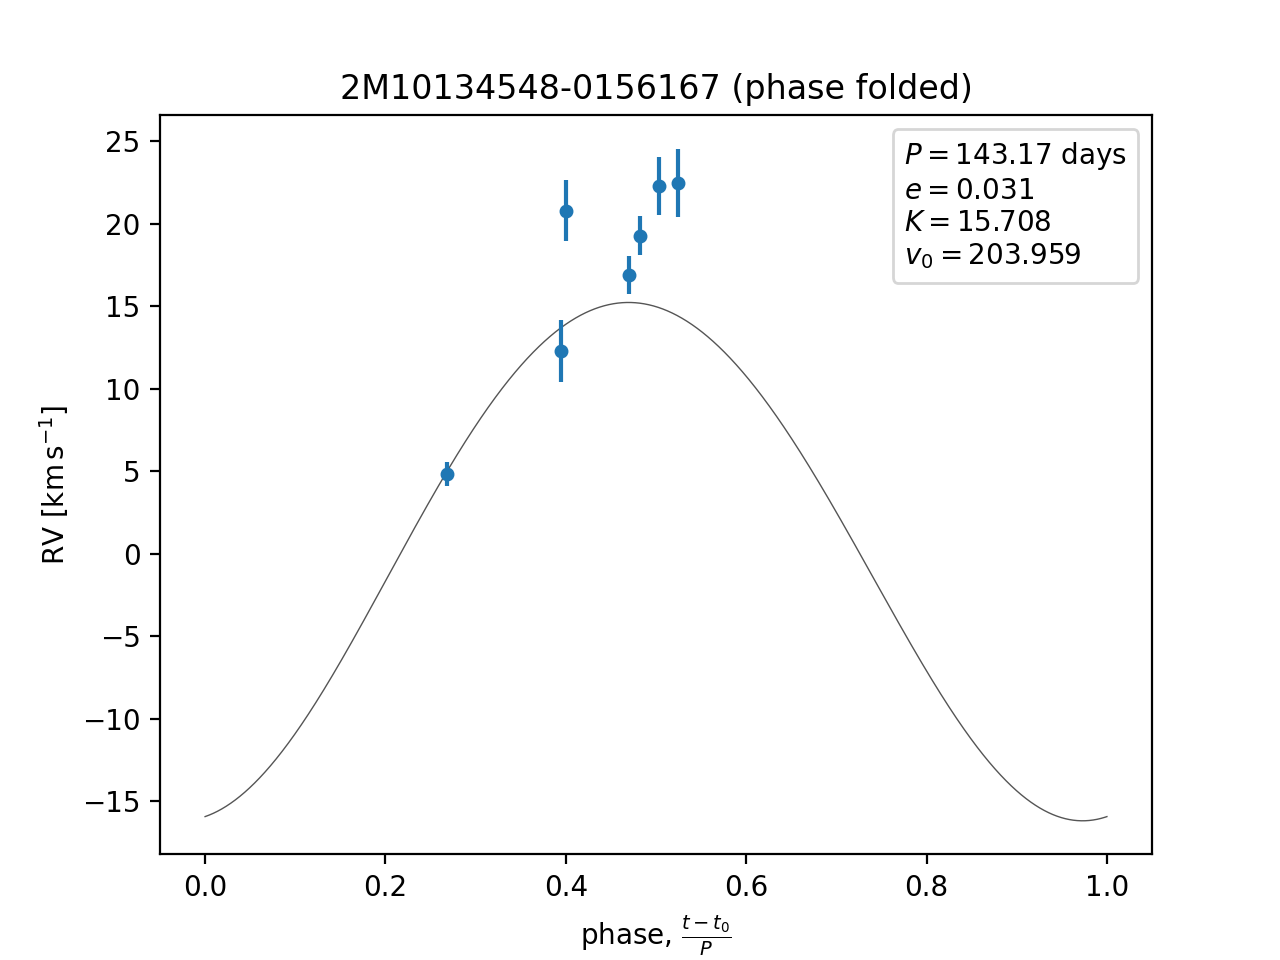 2M10134548-0156167 (phase folded)
P = 143.17 days
e = 0.031
K = 15.708
v₀ = 203.959
25
20
15
10
5
0
−5
−10
−15
RV [km s⁻¹]
0.0 0.2 0.4 0.6 0.8 1.0
phase, (t − t₀)/P